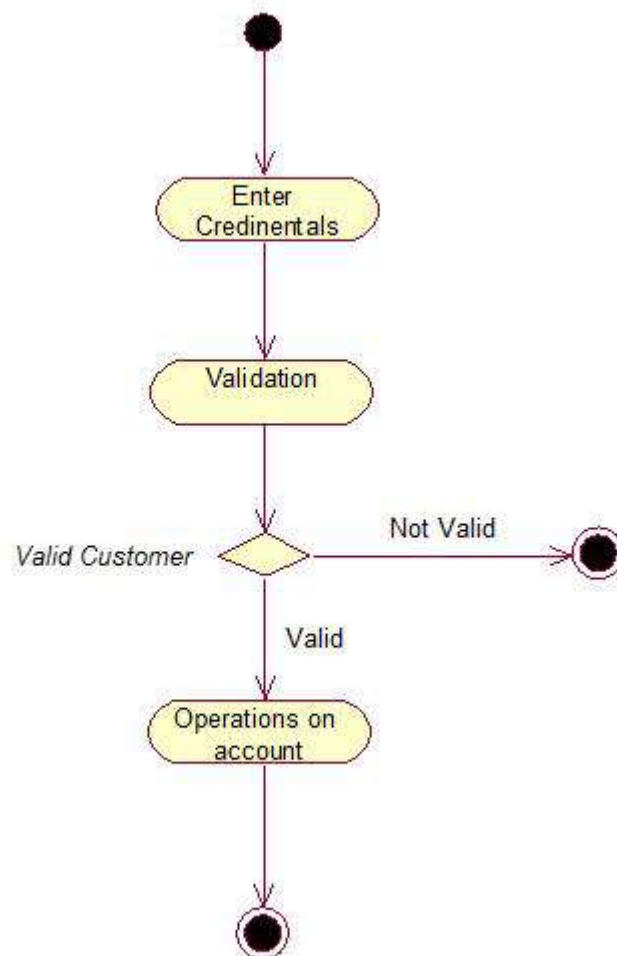 Enter
Credinentals
Validation
Valid Customer
Not Valid
Valid
Operations on
account